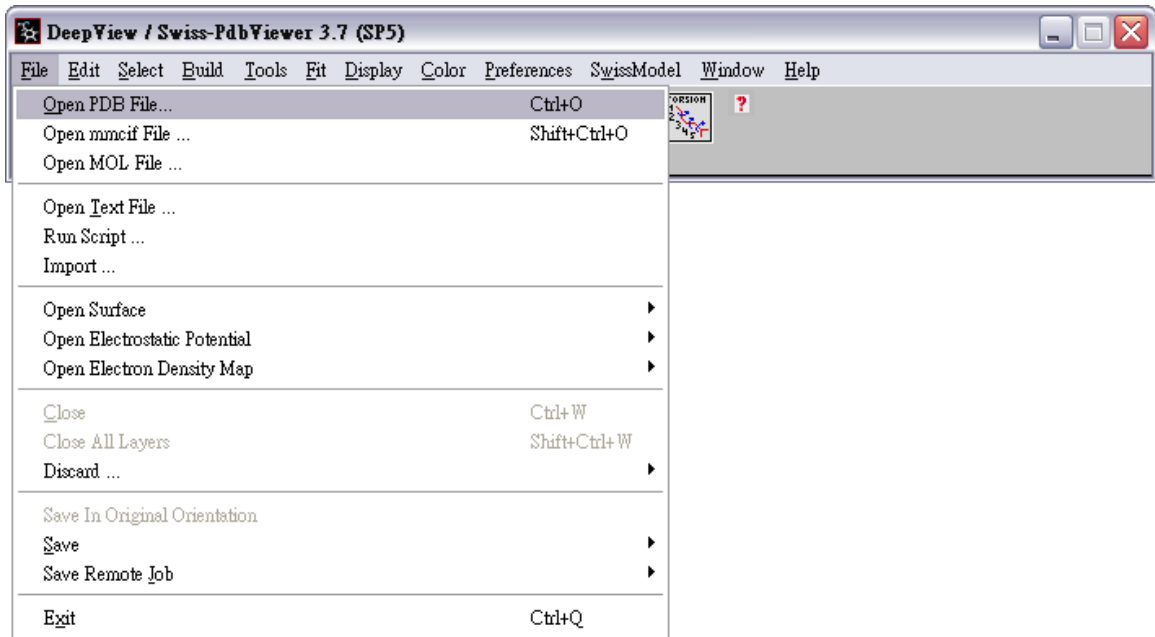 DeepView / Swiss-PdbViewer 3.7 (SP5)
File Edit Select Build Tools Fit Display Color Preferences SwissModel Window Help
Open PDB File... Ctrl+O
Open mmcif File ... Shift+Ctrl+O
Open MOL File ...
ORSION ?
Open Text File ...
Run Script ...
Import ...
Open Surface
Open Electrostatic Potential
Open Electron Density Map
Close Ctrl+W
Close All Layers Shift+Ctrl+W
Discard ...
Save In Original Orientation
Save
Save Remote Job
Exit Ctrl+Q